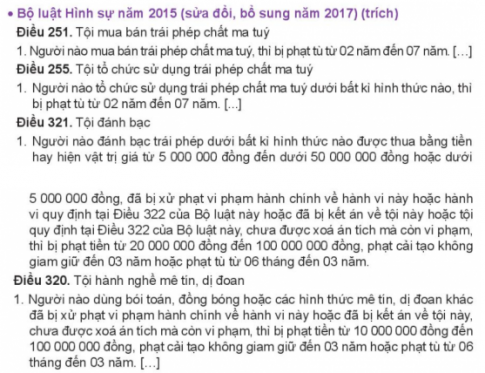 • Bộ luật Hình sự năm 2015 (sửa đổi, bổ sung năm 2017) (trích)
Điều 251. Tội mua bán trái phép chất ma tuý
1. Người nào mua bán trái phép chất ma tuý, thì bị phạt tù từ 02 năm đến 07 năm. [...]
Điều 255. Tội tổ chức sử dụng trái phép chất ma tuý
1. Người nào tổ chức sử dụng trái phép chất ma tuý dưới bất kì hình thức nào, thì
bị phạt tù từ 02 năm đến 07 năm. [...]
Điều 321. Tội đánh bạc
1. Người nào đánh bạc trái phép dưới bất kì hình thức nào được thua bằng tiền
hay hiện vật trị giá từ 5 000 000 đồng đến dưới 50 000 000 đồng hoặc dưới
5 000 000 đồng, đã bị xử phạt vi phạm hành chính về hành vi này hoặc hành
vi quy định tại Điều 322 của Bộ luật này hoặc đã bị kết án về tội này hoặc tội
quy định tại Điều 322 của Bộ luật này, chưa được xoá án tích mà còn vi phạm,
thì bị phạt tiền từ 20 000 000 đồng đến 100 000 000 đồng, phạt cải tạo không
giam giữ đến 03 năm hoặc phạt tù từ 06 tháng đến 03 năm.
Điều 320. Tội hành nghề mê tín, dị đoan
1. Người nào dùng bói toán, đồng bóng hoặc các hình thức mê tín, dị đoan khác
đã bị xử phạt vi phạm hành chính về hành vi này hoặc đã bị kết án về tội này,
chưa được xoá án tích mà còn vi phạm, thì bị phạt tiền từ 10 000 000 đồng đến
100 000 000 đồng, phạt cải tạo không giam giữ đến 03 năm hoặc phạt tù từ 06
tháng đến 03 năm. [...]